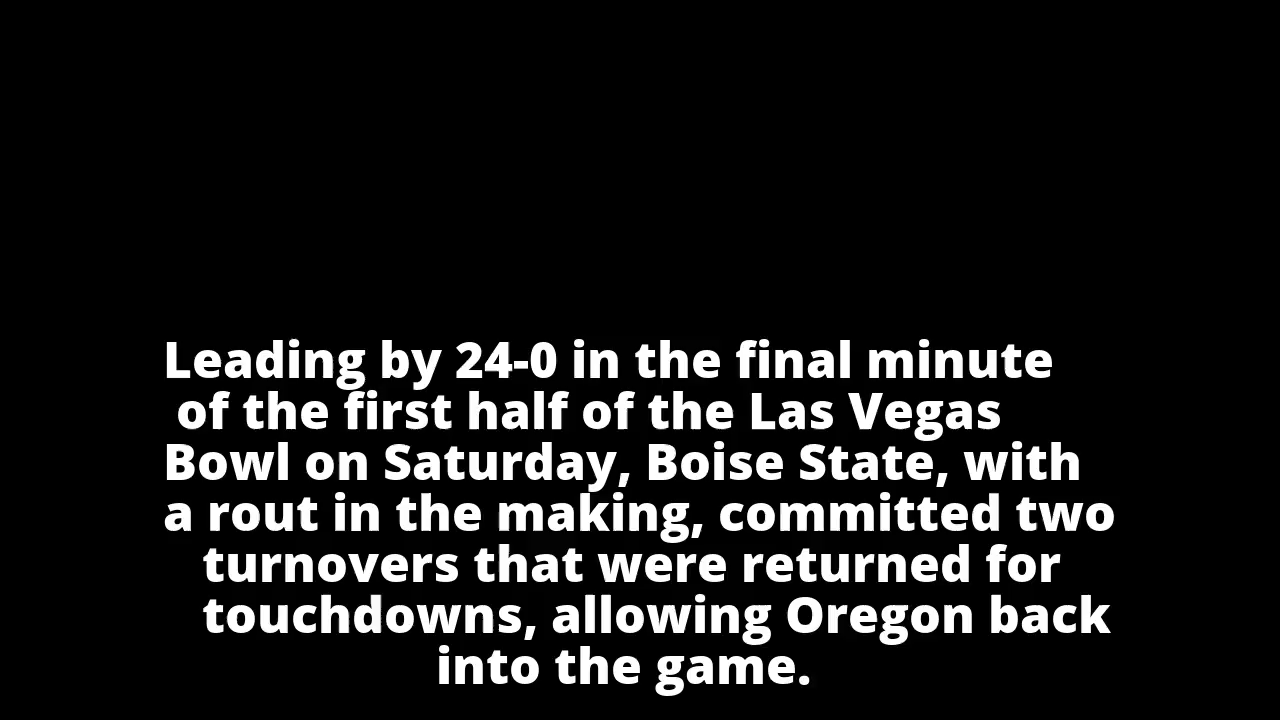 Leading by 24-0 in the final minute
of the first half of the Las Vegas
Bowl on Saturday, Boise State, with
a rout in the making, committed two
turnovers that were returned for
touchdowns, allowing Oregon back
into the game.